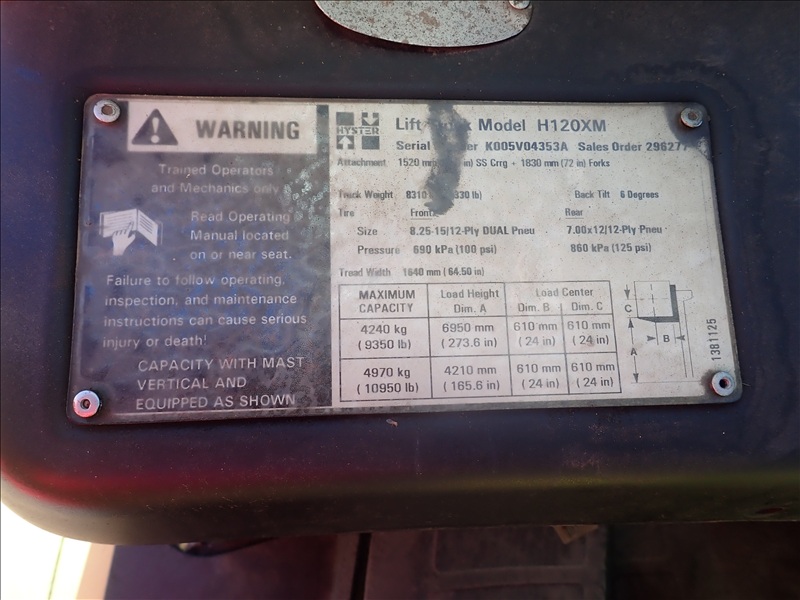 WARNING
Trained Operators
and Mechanics only
Read Operating
Manual located
on or near seat.
Failure to follow operating,
inspection, and maintenance
instructions can cause serious
injury or death!
CAPACITY WITH MAST
VERTICAL AND
EQUIPPED AS SHOWN
HYSTER
Lift Model H120XM
Serial K005V04353A Sales Order 296277
Attachment 1520 mm in) SS Crrg + 1830 mm (72 in) Forks
Truck Weight 8310 lb) Back Tilt 6 Degrees
Tire Front Rear
Size 8.25-15/12-Ply DUAL Pneu 7.00x12/12-Ply Pneu
Pressure 690 kPa (100 psi) 860 kPa (125 psi)
Tread Width 1640 mm (64.50 in)
MAXIMUM CAPACITY Load Height Dim. A Load Center Dim. B Dim. C
4240 kg 6950 mm 610 mm 610 mm
(9350 lb) (273.6 in) (24 in) (24 in)
4970 kg 4210 mm 610 mm 610 mm
(10950 lb) (165.6 in) (24 in) (24 in)
C
A
B
1381125